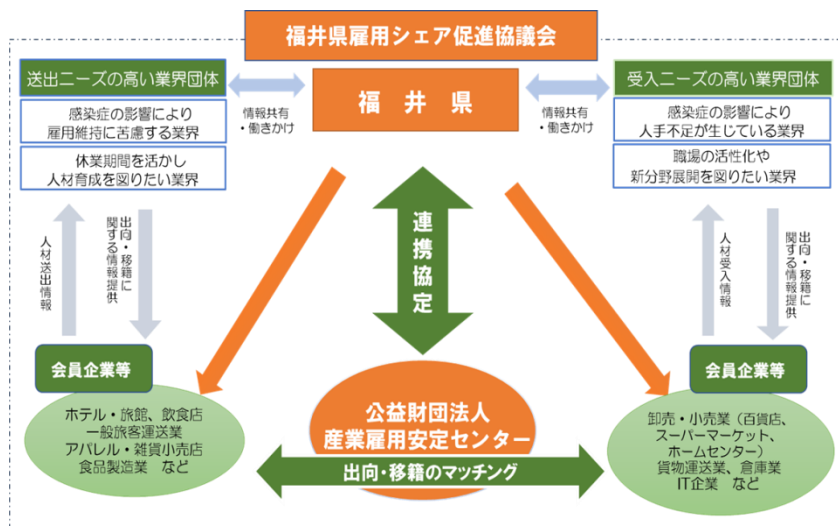 福井県雇用シェア促進協議会
送出ニーズの高い業界団体
感染症の影響により
雇用維持に苦慮する業界
休業期間を活かし
人材育成を図りたい業界
情報共有
・働きかけ
福 井 県
情報共有
・働きかけ
受入ニーズの高い業界団体
感染症の影響により
人手不足が生じている業界
職場の活性化や
新分野展開を図りたい業界
人材送出情報
出向・移籍に
関する情報提供
連携協定
人材受入情報
出向・移籍に
関する情報提供
会員企業等
ホテル・旅館、飲食店
一般旅客運送業
アパレル・雑貨小売店
食品製造業 など
公益財団法人
産業雇用安定センター
出向・移籍のマッチング
会員企業等
卸売・小売業（百貨店、
スーパーマーケット、
ホームセンター）
貨物運送業、倉庫業
IT企業 など